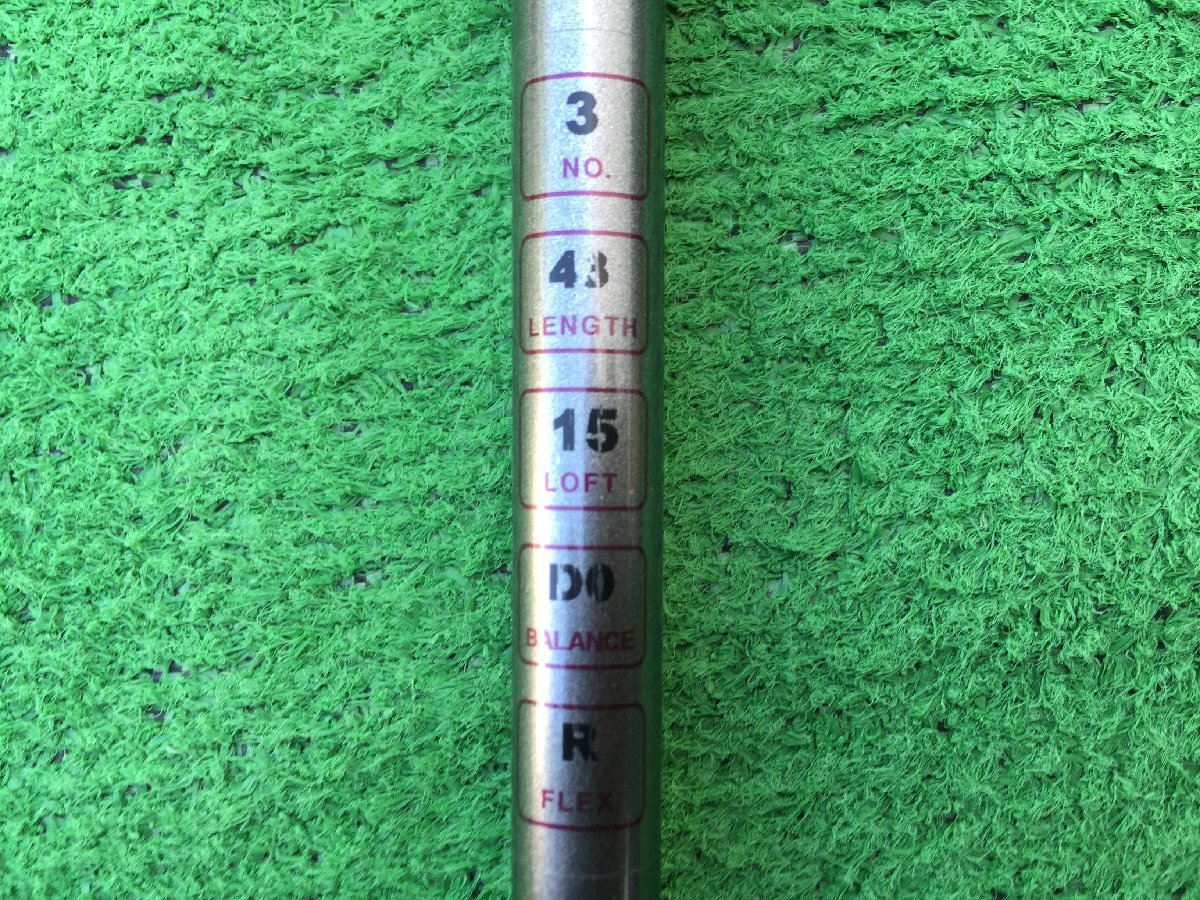 3
NO.
43
LENGTH
15
LOFT
D0
BALANCE
R
FLEX